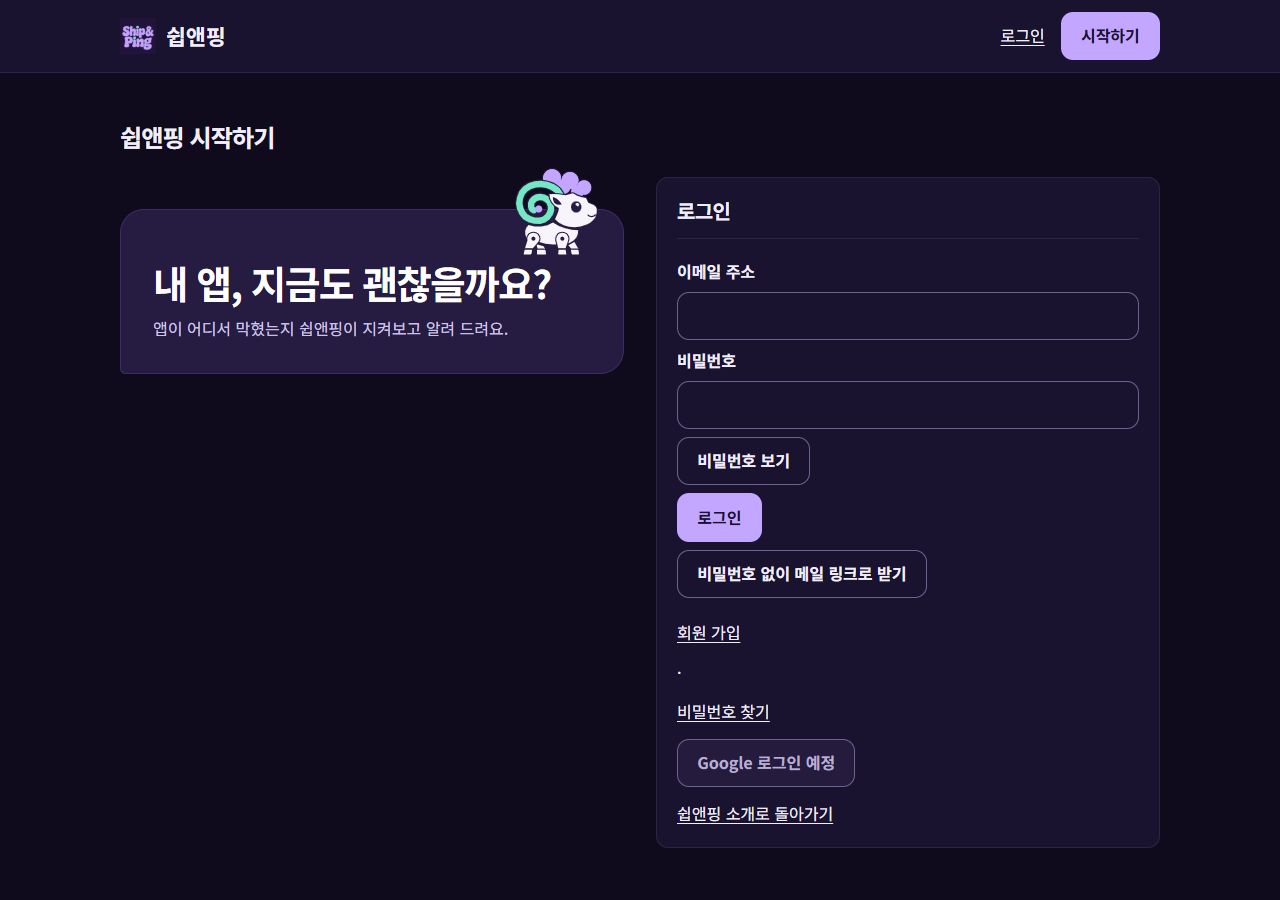 Ship&
Ping
쉽앤핑
로그인
시작하기
쉽앤핑 시작하기
내 앱, 지금도 괜찮을까요?
앱이 어디서 막혔는지 쉽앤핑이 지켜보고 알려 드려요.
로그인
이메일 주소
비밀번호
비밀번호 보기
로그인
비밀번호 없이 메일 링크로 받기
회원 가입
·
비밀번호 찾기
Google 로그인 예정
쉽앤핑 소개로 돌아가기